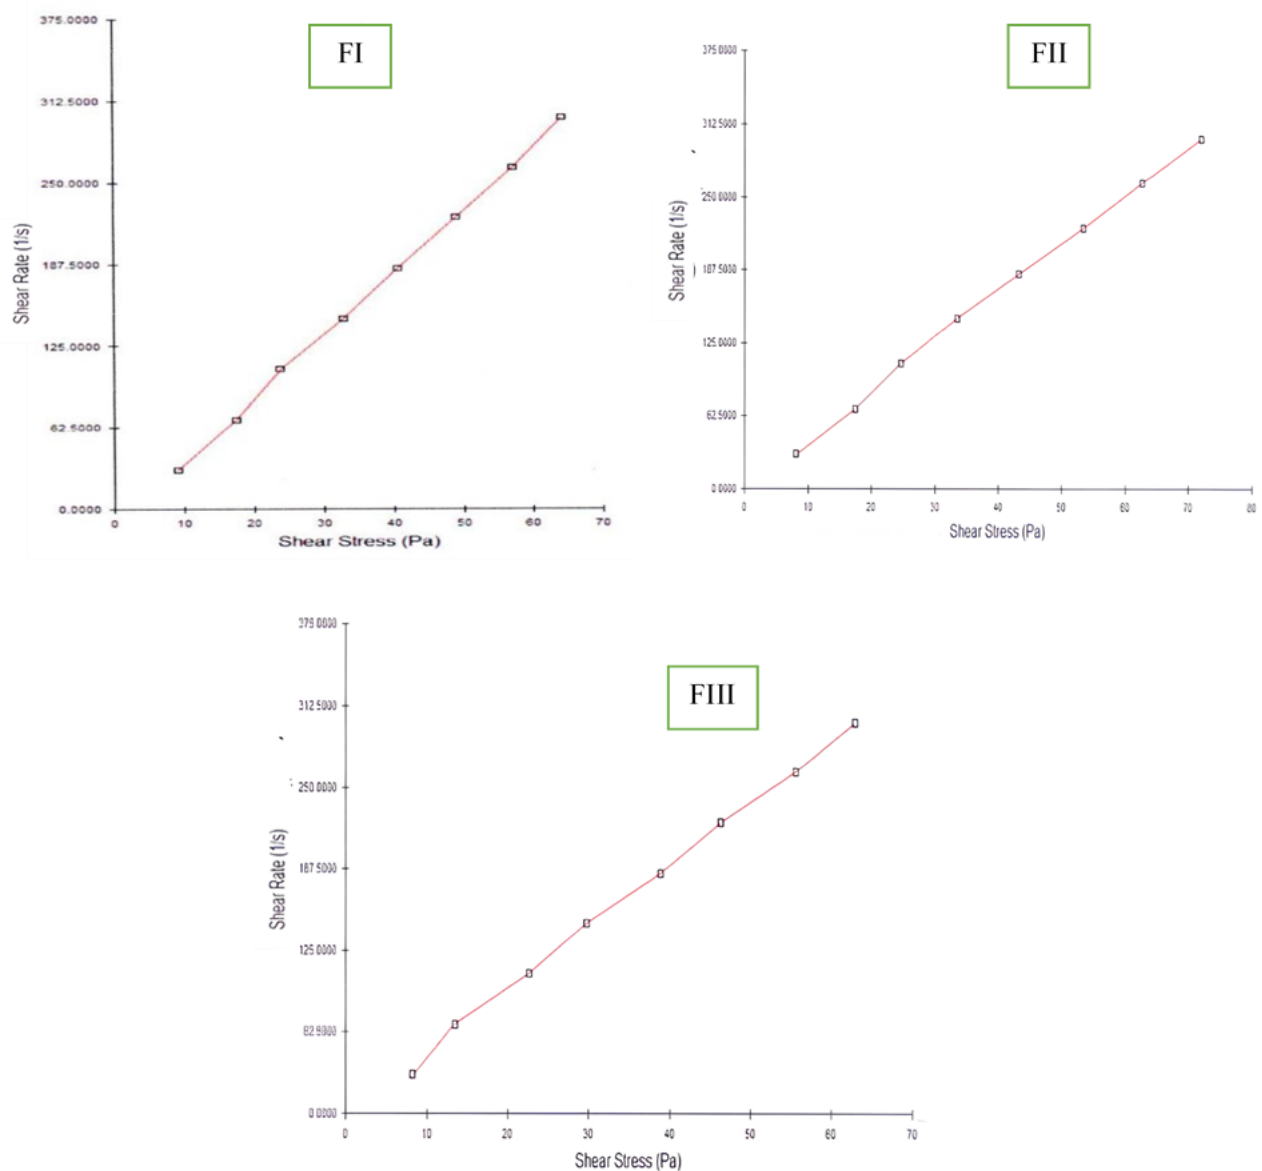 FI
375.0000
312.5000
250.0000
187.5000
125.0000
62.5000
0.0000
0 10 20 30 40 50 60 70
Shear Rate (1/s)
Shear Stress (Pa)
FII
375.0000
312.5000
250.0000
187.5000
125.0000
62.5000
0.0000
0 10 20 30 40 50 60 70 80
Shear Rate (1/s)
Shear Stress (Pa)
FIII
375.0000
312.5000
250.0000
187.5000
125.0000
62.5000
0.0000
0 10 20 30 40 50 60 70
Shear Rate (1/s)
Shear Stress (Pa)